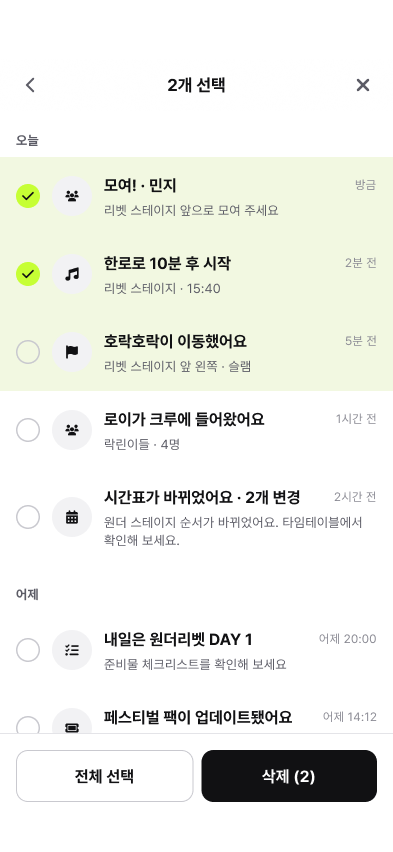 2개 선택
오늘
모여! · 민지
방금
리벳 스테이지 앞으로 모여 주세요
한로로 10분 후 시작
2분 전
리벳 스테이지 · 15:40
호락호락이 이동했어요
5분 전
리벳 스테이지 앞 왼쪽 · 슬램
로이가 크루에 들어왔어요
1시간 전
락린이들 · 4명
시간표가 바뀌었어요 · 2개 변경
2시간 전
원더 스테이지 순서가 바뀌었어요. 타임테이블에서
확인해 보세요.
어제
내일은 원더리벳 DAY 1
어제 20:00
준비물 체크리스트를 확인해 보세요
페스티벌 팩이 업데이트됐어요
어제 14:12
전체 선택
삭제 (2)